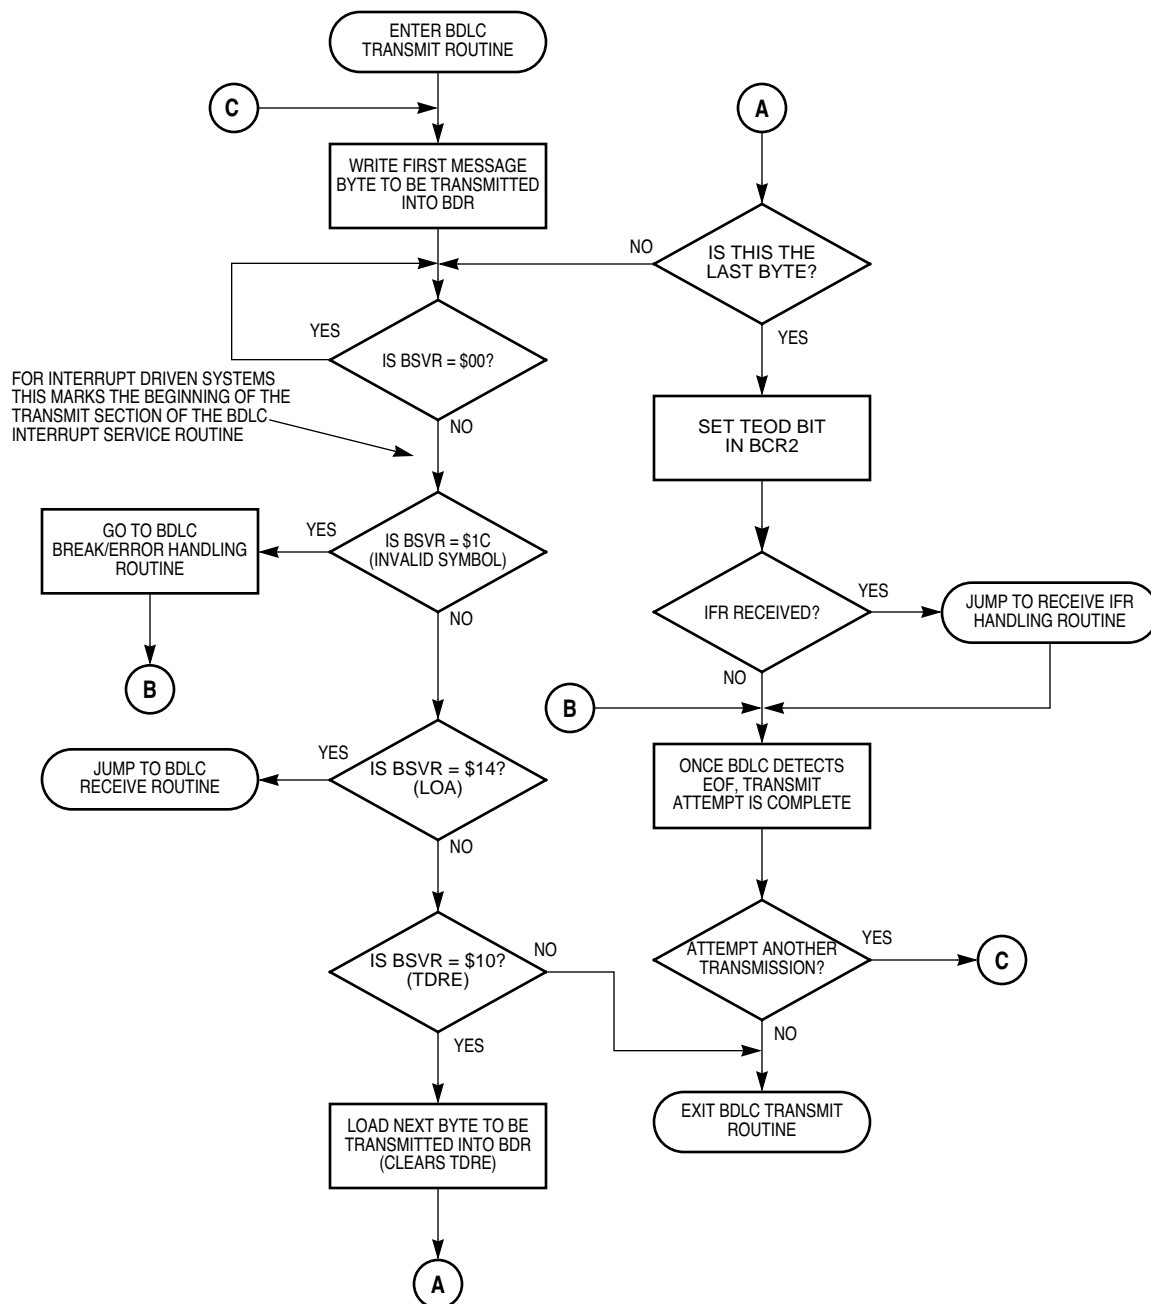 ENTER BDLC
TRANSMIT ROUTINE
C
A
WRITE FIRST MESSAGE
BYTE TO BE TRANSMITTED
INTO BDR
NO
IS THIS THE
LAST BYTE?
YES
YES
IS BSVR = $00?
NO
FOR INTERRUPT DRIVEN SYSTEMS
THIS MARKS THE BEGINNING OF THE
TRANSMIT SECTION OF THE BDLC
INTERRUPT SERVICE ROUTINE
SET TEOD BIT
IN BCR2
GO TO BDLC
BREAK/ERROR HANDLING
ROUTINE
YES
IS BSVR = $1C
(INVALID SYMBOL)
NO
IFR RECEIVED?
YES
JUMP TO RECEIVE IFR
HANDLING ROUTINE
NO
B
B
JUMP TO BDLC
RECEIVE ROUTINE
YES
IS BSVR = $14?
(LOA)
NO
ONCE BDLC DETECTS
EOF, TRANSMIT
ATTEMPT IS COMPLETE
IS BSVR = $10?
(TDRE)
NO
YES
ATTEMPT ANOTHER
TRANSMISSION?
YES
C
NO
LOAD NEXT BYTE TO BE
TRANSMITTED INTO BDR
(CLEARS TDRE)
EXIT BDLC TRANSMIT
ROUTINE
A